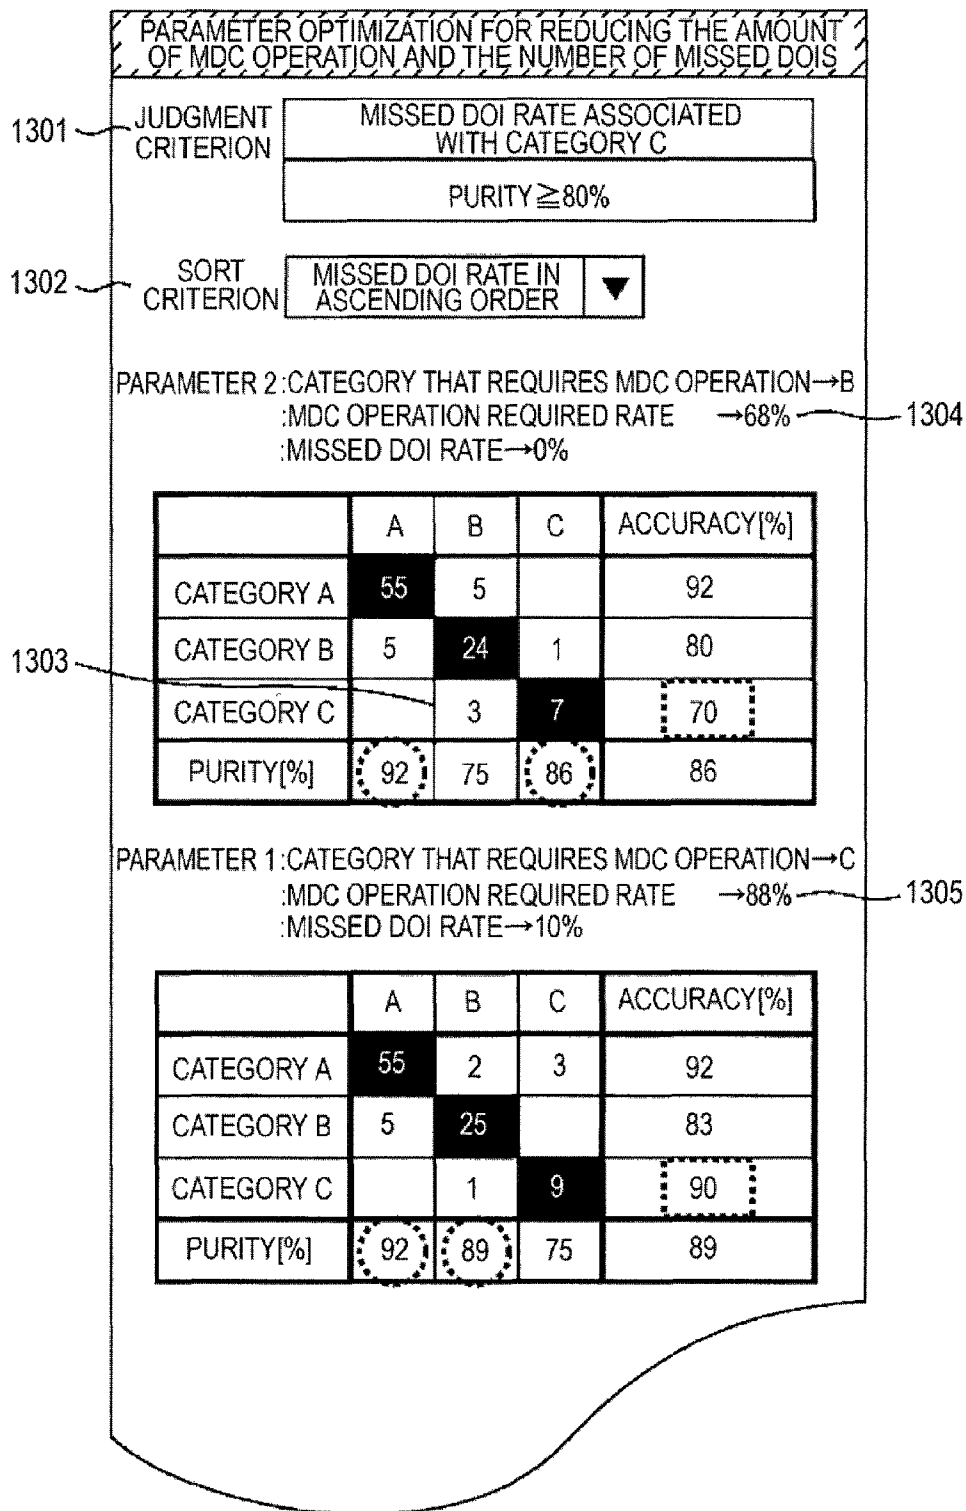 PARAMETER OPTIMIZATION FOR REDUCING THE AMOUNT
OF MDC OPERATION AND THE NUMBER OF MISSED DOIS
1301
JUDGMENT
CRITERION
MISSED DOI RATE ASSOCIATED
WITH CATEGORY C
PURITY≧80%
1302
SORT
CRITERION
MISSED DOI RATE IN
ASCENDING ORDER
▼
PARAMETER 2:CATEGORY THAT REQUIRES MDC OPERATION→B
:MDC OPERATION REQUIRED RATE →68%
1304
:MISSED DOI RATE→0%
A B C ACCURACY[%]
CATEGORY A 55 5 92
CATEGORY B 5 24 1 80
1303
CATEGORY C 3 7 70
PURITY[%] 92 75 86 86
PARAMETER 1:CATEGORY THAT REQUIRES MDC OPERATION→C
:MDC OPERATION REQUIRED RATE →88%
1305
:MISSED DOI RATE→10%
A B C ACCURACY[%]
CATEGORY A 55 2 3 92
CATEGORY B 5 25 83
CATEGORY C 1 9 90
PURITY[%] 92 89 75 89